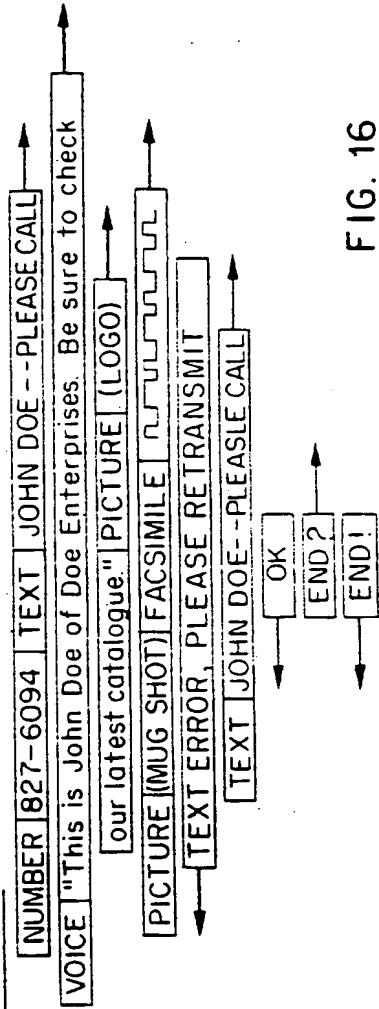 NUMBER 827-6094 TEXT JOHN DOE--PLEASE CALL
VOICE "This is John Doe of Doe Enterprises. Be sure to check
our latest catalogue." PICTURE (LOGO)
PICTURE (MUG SHOT) FACSIMILE
TEXT ERROR, PLEASE RETRANSMIT
TEXT JOHN DOE--PLEASLE CALL
OK
END?
END!
FIG. 16